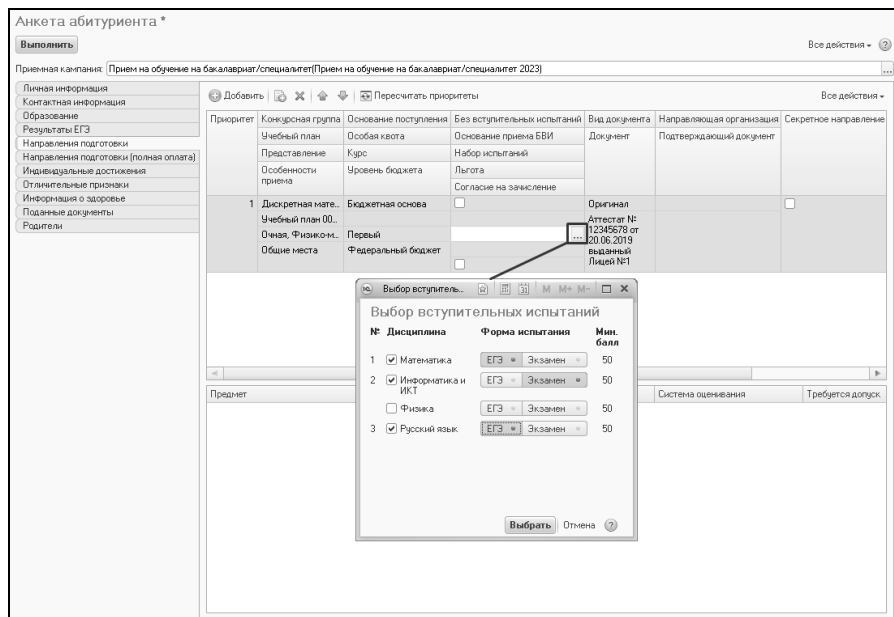 Анкета абитуриента *
Выполнить
Все действия
?
Приемная кампания: Прием на обучение на бакалавриат/специалитет(Прием на обучение на бакалавриат/специалитет 2023)
...
Личная информация
Контактная информация
Образование
Результаты ЕГЭ
Направления подготовки
Направления подготовки (полная оплата)
Индивидуальные достижения
Отличительные признаки
Информация о здоровье
Поданные документы
Родители
Добавить
Пересчитать приоритеты
Все действия
Приоритет Конкурсная группа Основание поступления Без вступительных испытаний Вид документа Направляющая организация Секретное направление
Учебный план Особая квота Основание приема БВИ Документ Подтверждающий документ
Представление Курс Набор испытаний
Особенности приема Уровень бюджета Льгота
Согласие на зачисление
1 Дискретная мате... Бюджетная основа Оригинал
Учебный план 00... Аттестат №
Очная, Физико-м... Первый ... 12345678 от
20.06.2019
Общие места Федеральный бюджет выданный
Лицей №1
1С Выбор вступитель... 31 M M+ M-
Выбор вступительных испытаний
№ Дисциплина Форма испытания Мин. балл
1 Математика ЕГЭ Экзамен 50
2 Информатика и ИКТ ЕГЭ Экзамен 50
Физика ЕГЭ Экзамен 50
3 Русский язык ЕГЭ Экзамен 50
Выбрать Отмена ?
Предмет Система оценивания Требуется допуск